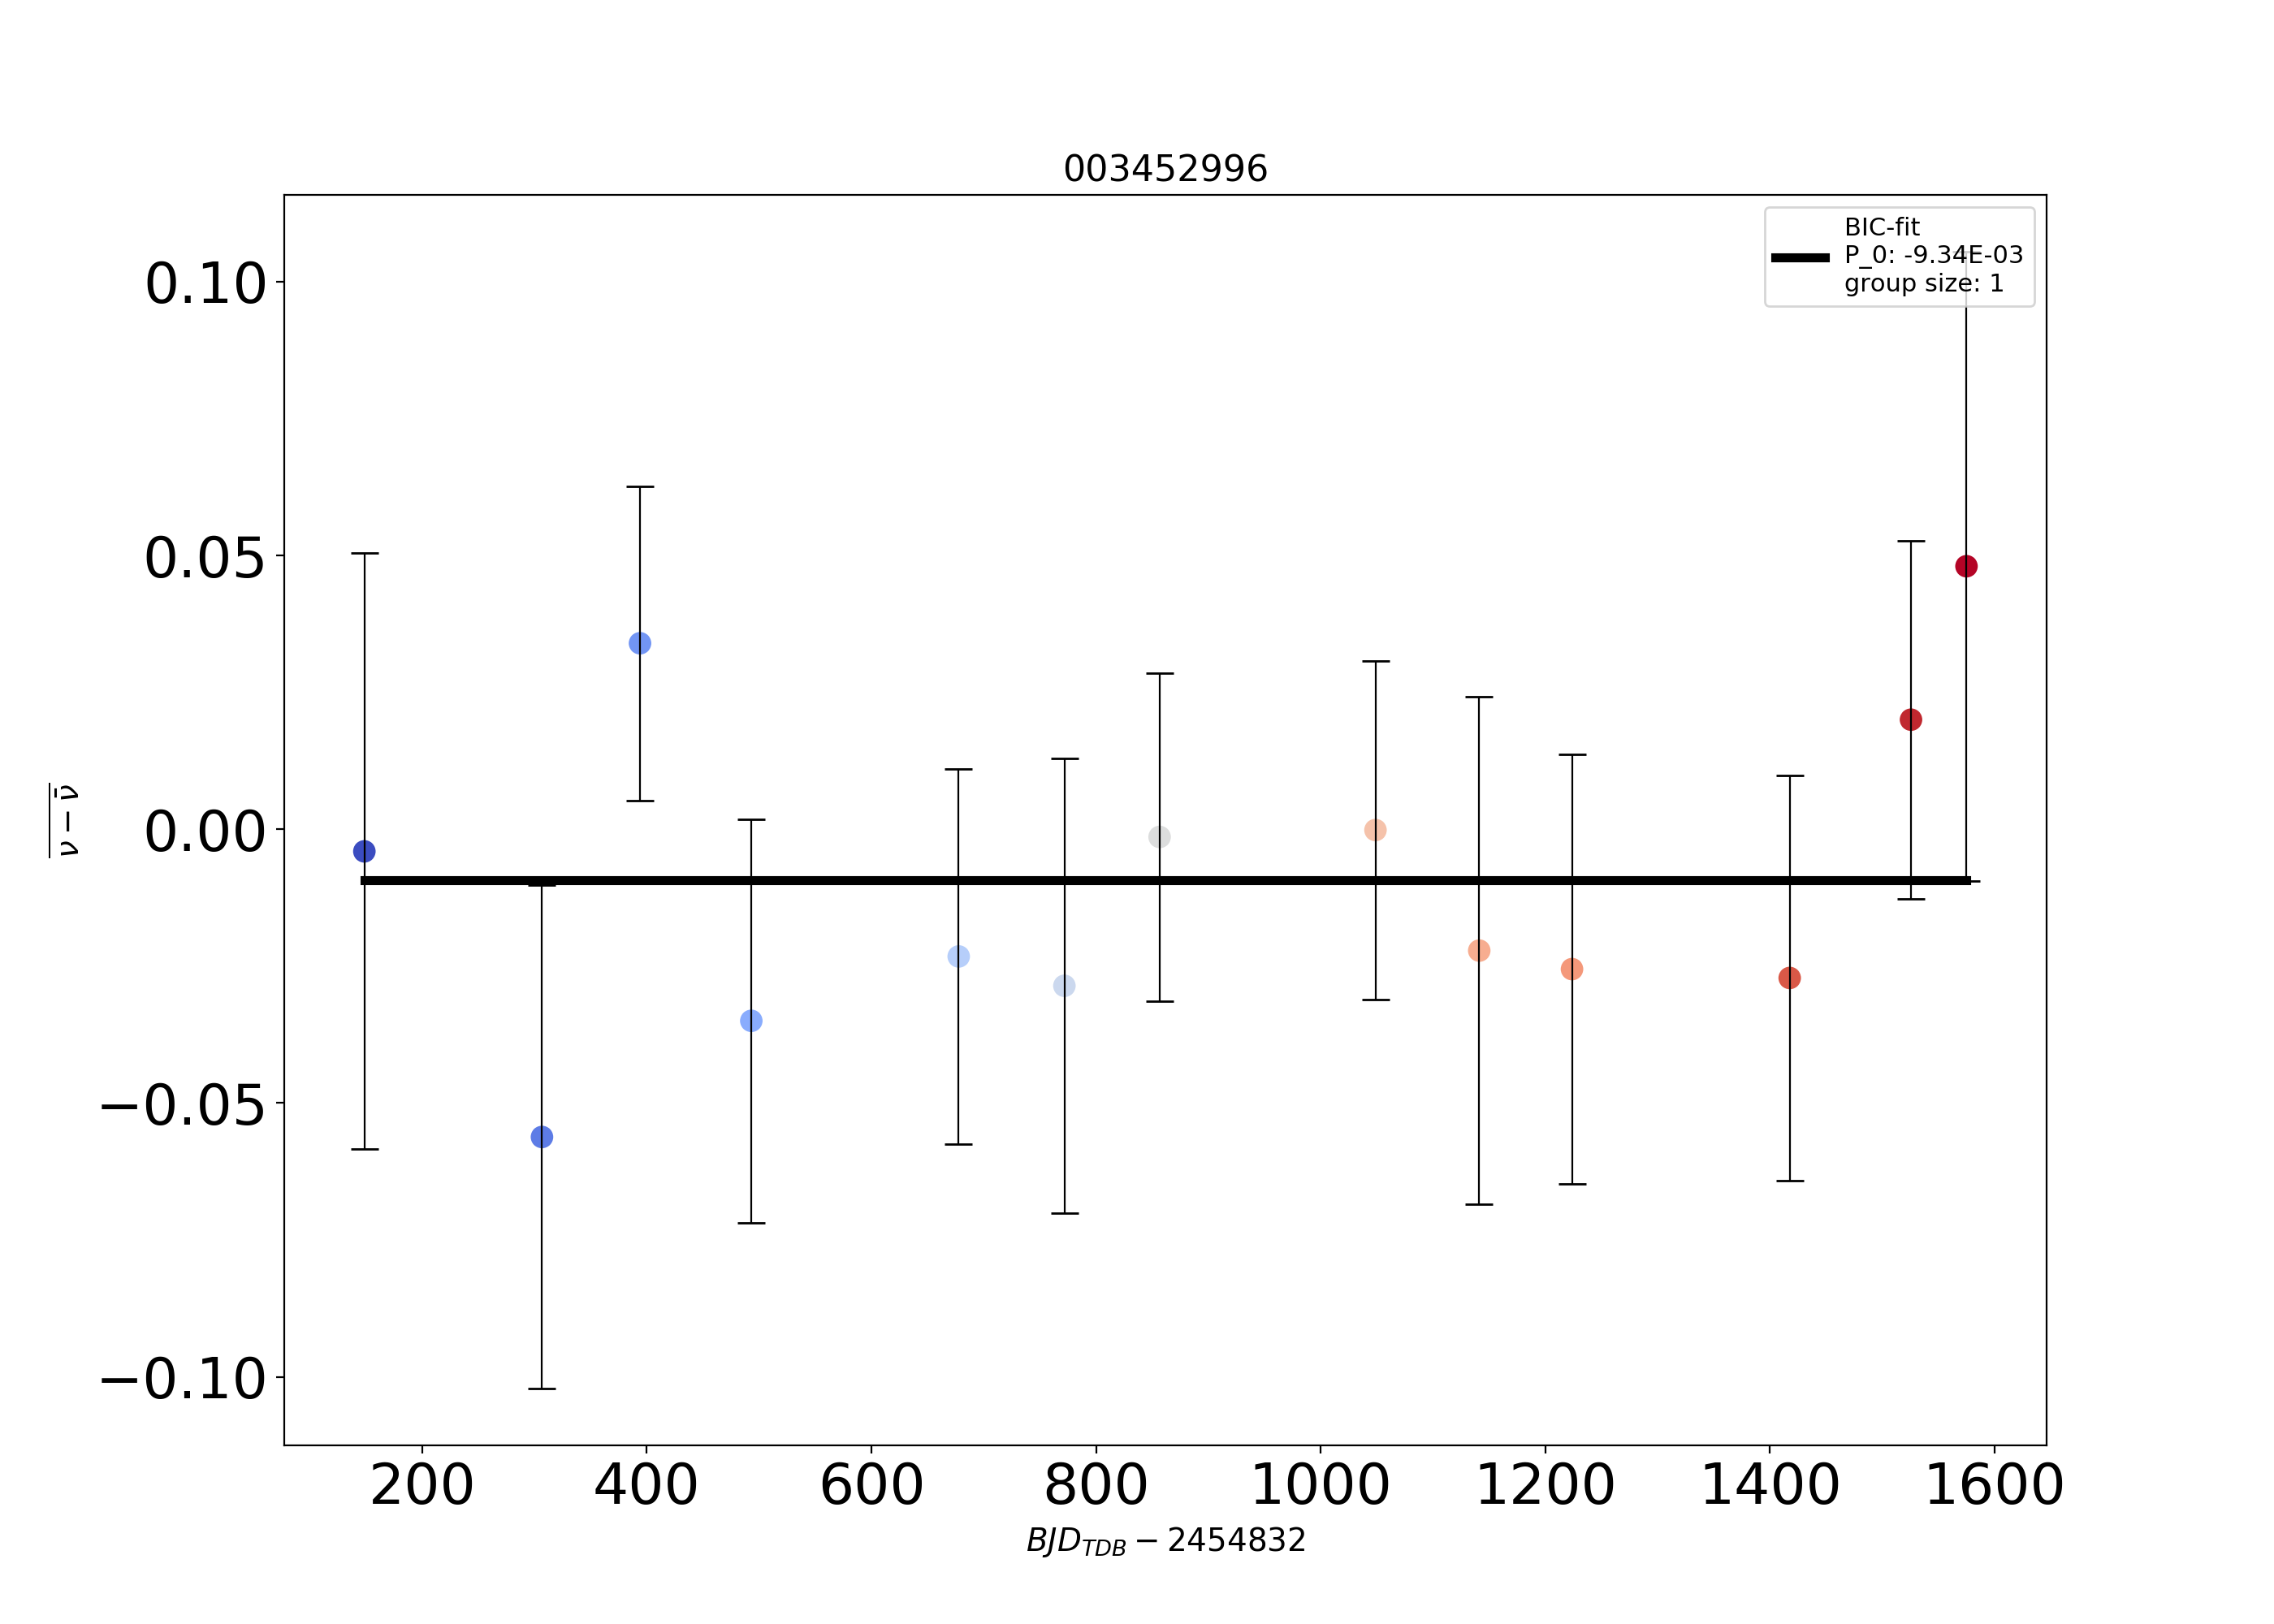 003452996
BIC-fit
P_0: -9.34E-03
group size: 1
0.10
0.05
0.00
−0.05
−0.10
ν − ν̄
200 400 600 800 1000 1200 1400 1600
BJD_TDB − 2454832